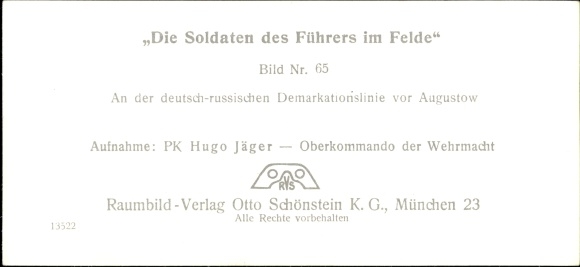 „Die Soldaten des Führers im Felde“
Bild Nr. 65
An der deutsch-russischen Demarkationslinie vor Augustow
Aufnahme: PK Hugo Jäger — Oberkommando der Wehrmacht
RVS
Raumbild-Verlag Otto Schönstein K. G., München 23
Alle Rechte vorbehalten
13522